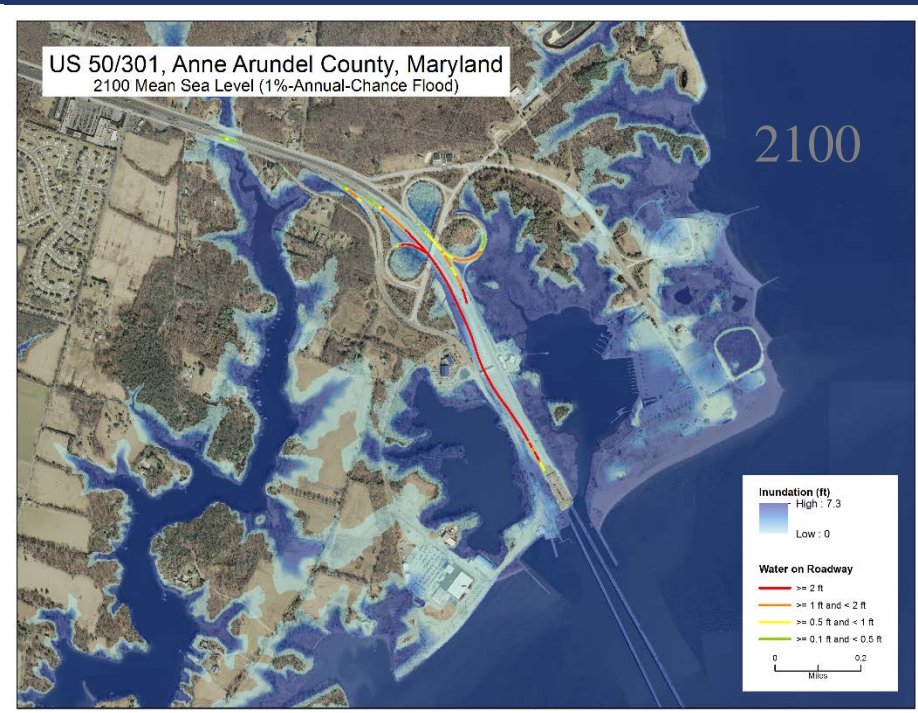 US 50/301, Anne Arundel County, Maryland
2100 Mean Sea Level (1%-Annual-Chance Flood)
2100
Inundation (ft)
High : 7.3
Low : 0
Water on Roadway
>= 2 ft
>= 1 ft and < 2 ft
>= 0.5 ft and < 1 ft
>= 0.1 ft and < 0.5 ft
0 0.2
Miles